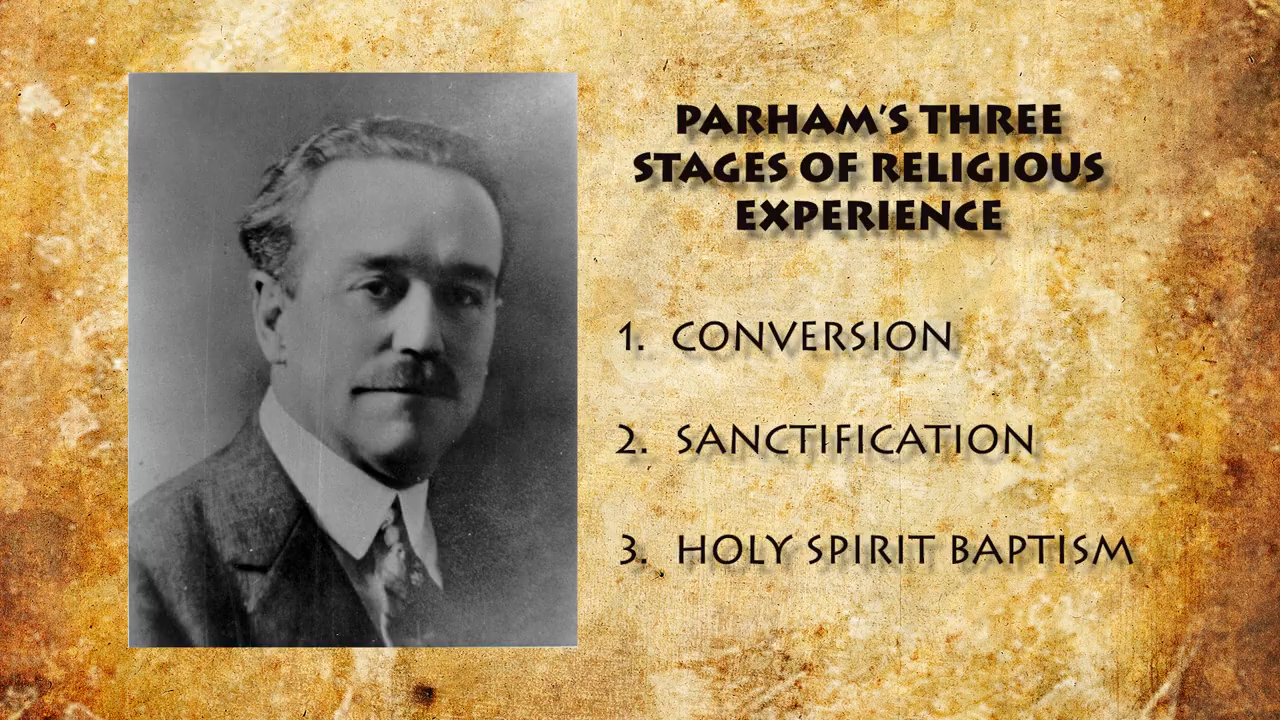 PARHAM'S THREE
STAGES OF RELIGIOUS
EXPERIENCE
1. CONVERSION
2. SANCTIFICATION
3. HOLY SPIRIT BAPTISM